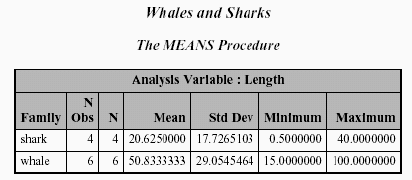 Whales and Sharks
The MEANS Procedure
Analysis Variable : Length
Family N Obs N Mean Std Dev Minimum Maximum
shark 4 4 20.6250000 17.7265103 0.5000000 40.0000000
whale 6 6 50.8333333 29.0545464 15.0000000 100.0000000